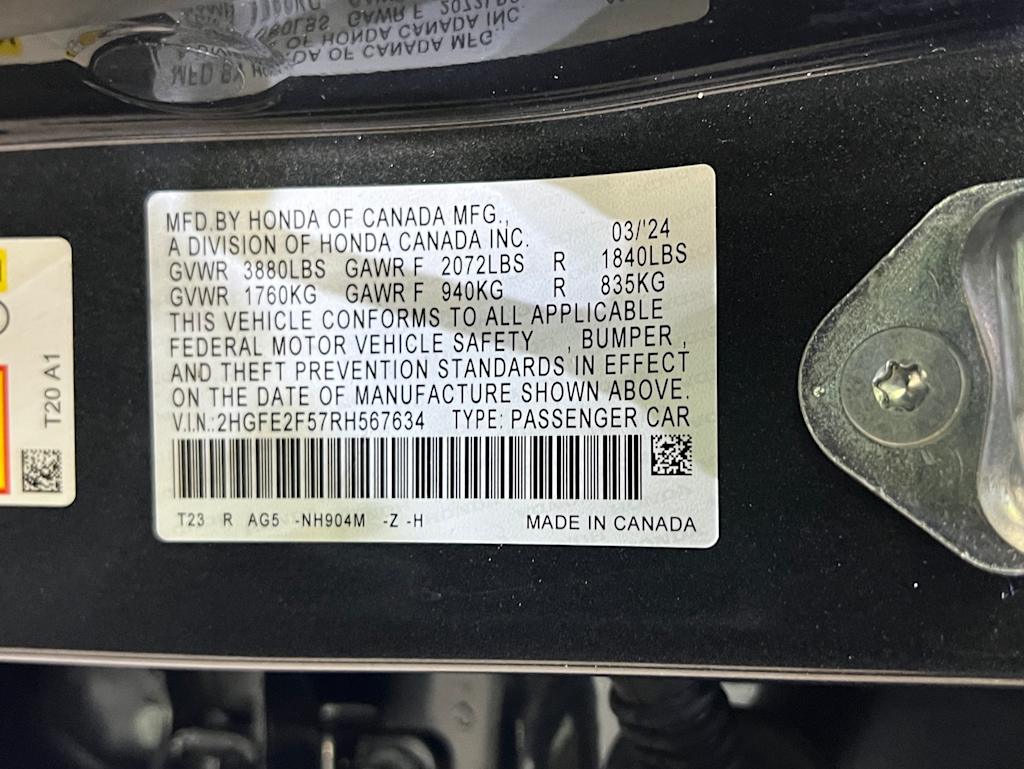 MFD.BY HONDA OF CANADA MFG.,
A DIVISION OF HONDA CANADA INC. 03/'24
GVWR 3880LBS GAWR F 2072LBS R 1840LBS
GVWR 1760KG GAWR F 940KG R 835KG
THIS VEHICLE CONFORMS TO ALL APPLICABLE
FEDERAL MOTOR VEHICLE SAFETY , BUMPER ,
AND THEFT PREVENTION STANDARDS IN EFFECT
ON THE DATE OF MANUFACTURE SHOWN ABOVE.
V.I.N.:2HGFE2F57RH567634 TYPE: PASSENGER CAR
T23 R AG5 -NH904M -Z -H MADE IN CANADA
T20 A1